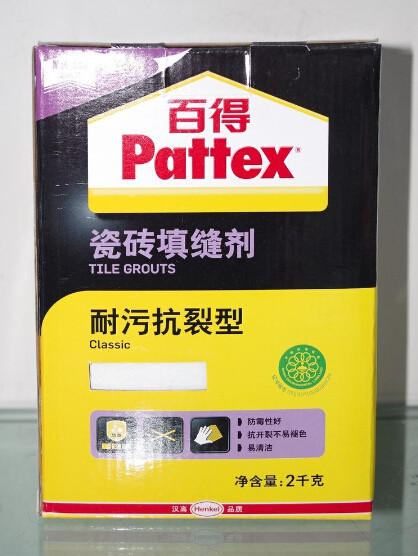 百得
Pattex®
瓷砖填缝剂
TILE GROUTS
耐污抗裂型
Classic
防霉性好
抗开裂不易褪色
易清洁
净含量:2千克
汉高 Henkel 品质